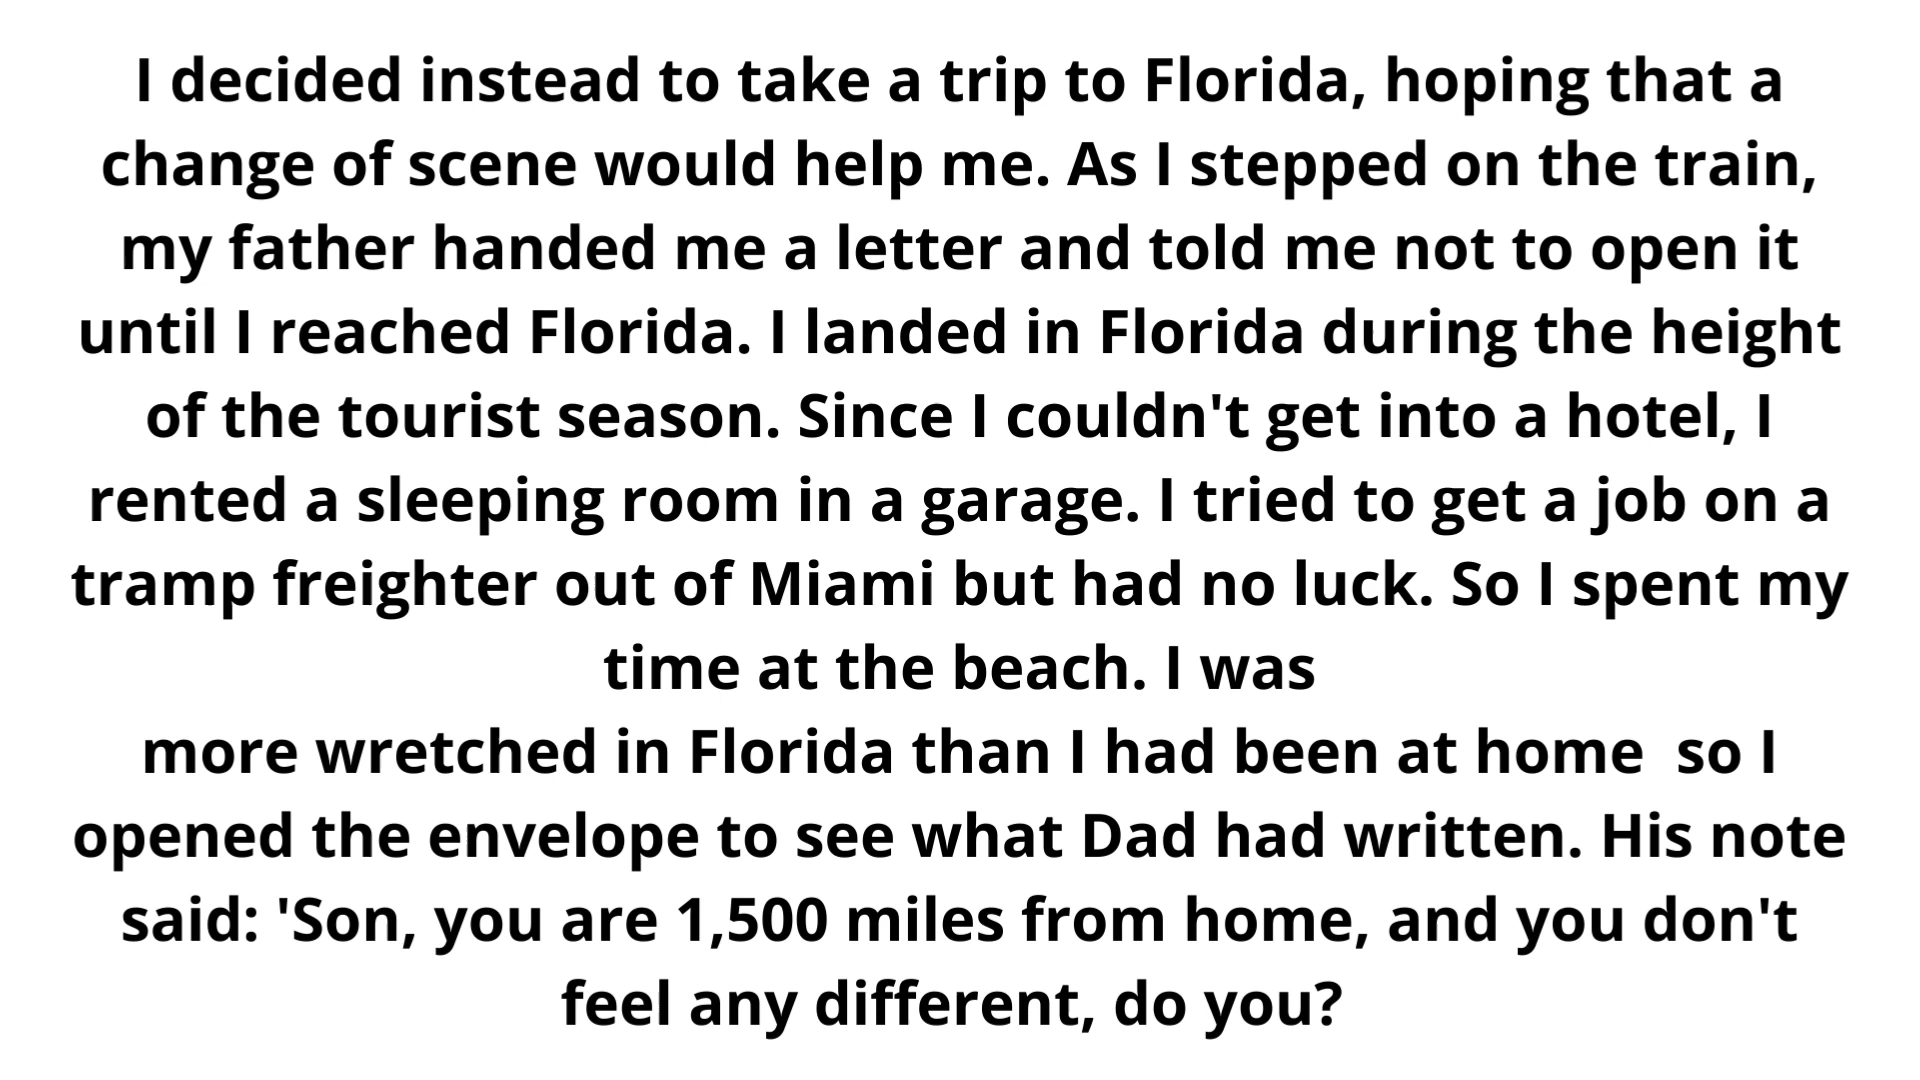 I decided instead to take a trip to Florida, hoping that a
change of scene would help me. As I stepped on the train,
my father handed me a letter and told me not to open it
until I reached Florida. I landed in Florida during the height
of the tourist season. Since I couldn't get into a hotel, I
rented a sleeping room in a garage. I tried to get a job on a
tramp freighter out of Miami but had no luck. So I spent my
time at the beach. I was
more wretched in Florida than I had been at home  so I
opened the envelope to see what Dad had written. His note
said: 'Son, you are 1,500 miles from home, and you don't
feel any different, do you?